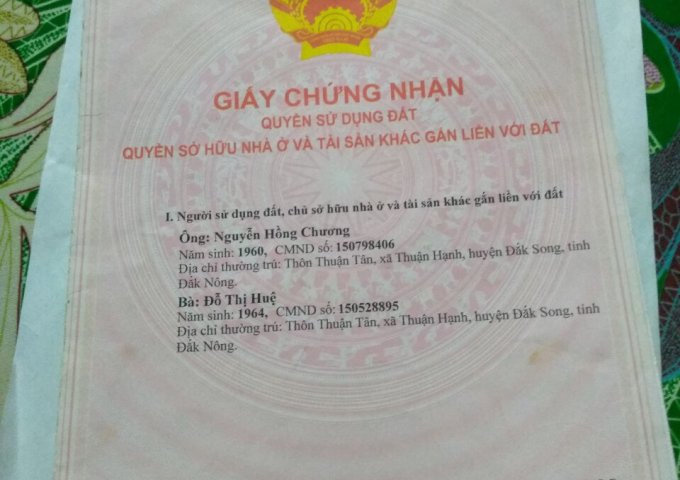 GIẤY CHỨNG NHẬN
QUYỀN SỬ DỤNG ĐẤT
QUYỀN SỞ HỮU NHÀ Ở VÀ TÀI SẢN KHÁC GẮN LIỀN VỚI ĐẤT
I. Người sử dụng đất, chủ sở hữu nhà ở và tài sản khác gắn liền với đất
Ông: Nguyễn Hồng Chương
Năm sinh: 1960, CMND số: 150798406
Địa chỉ thường trú: Thôn Thuận Tân, xã Thuận Hạnh, huyện Đắk Song, tỉnh
Đắk Nông.
Bà: Đỗ Thị Huệ
Năm sinh: 1964, CMND số: 150528895
Địa chỉ thường trú: Thôn Thuận Tân, xã Thuận Hạnh, huyện Đắk Song, tỉnh
Đắk Nông.